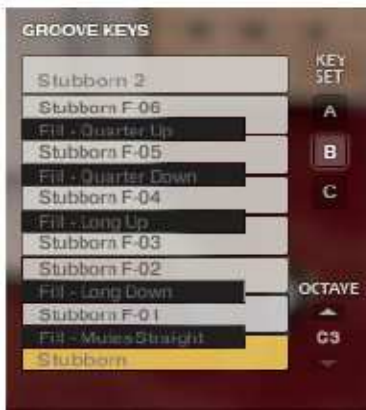 GROOVE KEYS
KEY
SET
Stubborn 2
A
Stubborn F-06
Fill - Quarter Up
B
Stubborn F-05
Fill - Quarter Down
C
Stubborn F-04
Fill - Long Up
Stubborn F-03
Stubborn F-02
Fill - Long Down
OCTAVE
Stubborn F-01
C3
Fill - Mutes Straight
Stubborn